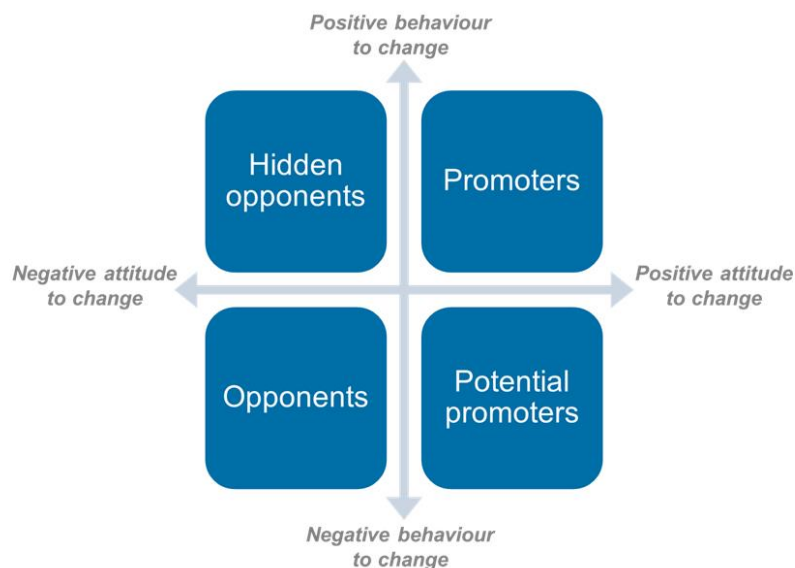 Positive behaviour
to change
Hidden
opponents
Promoters
Negative attitude
to change
Positive attitude
to change
Opponents
Potential
promoters
Negative behaviour
to change